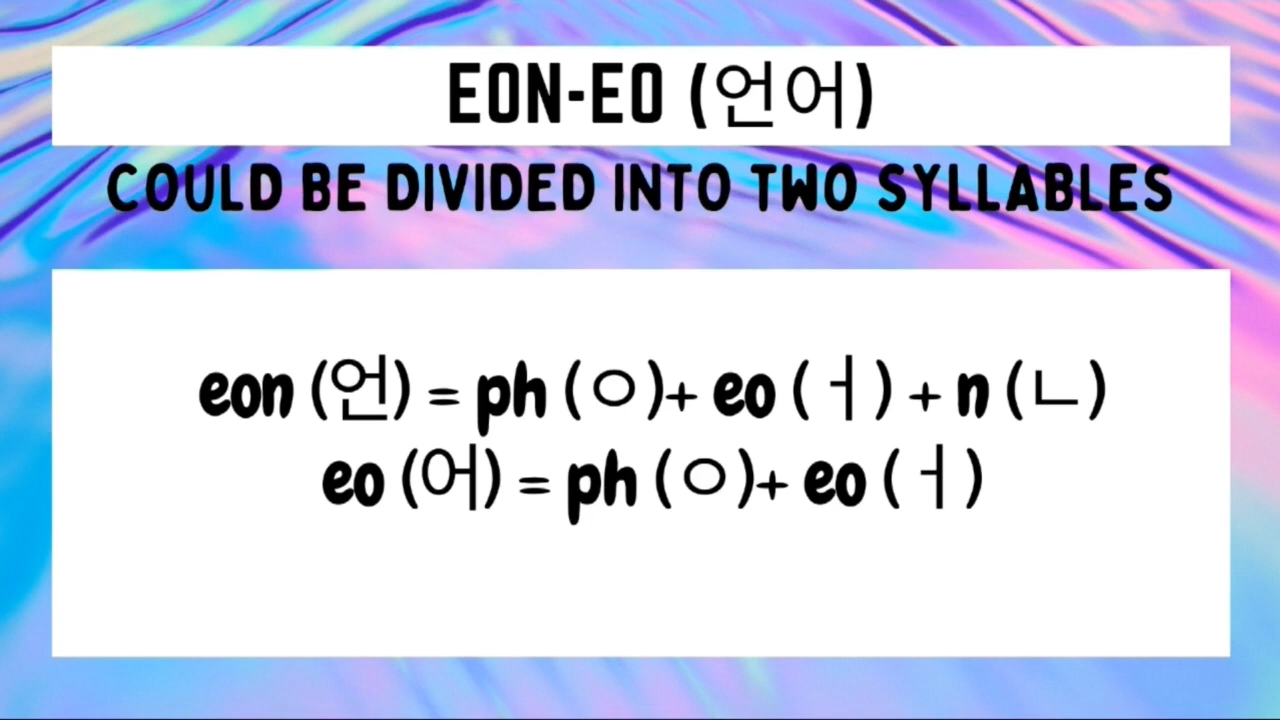 EON-EO (언어)
COULD BE DIVIDED INTO TWO SYLLABLES
eon (언) = ph (ㅇ)+ eo (ㅓ) + n (ㄴ)
eo (어) = ph (ㅇ)+ eo (ㅓ)